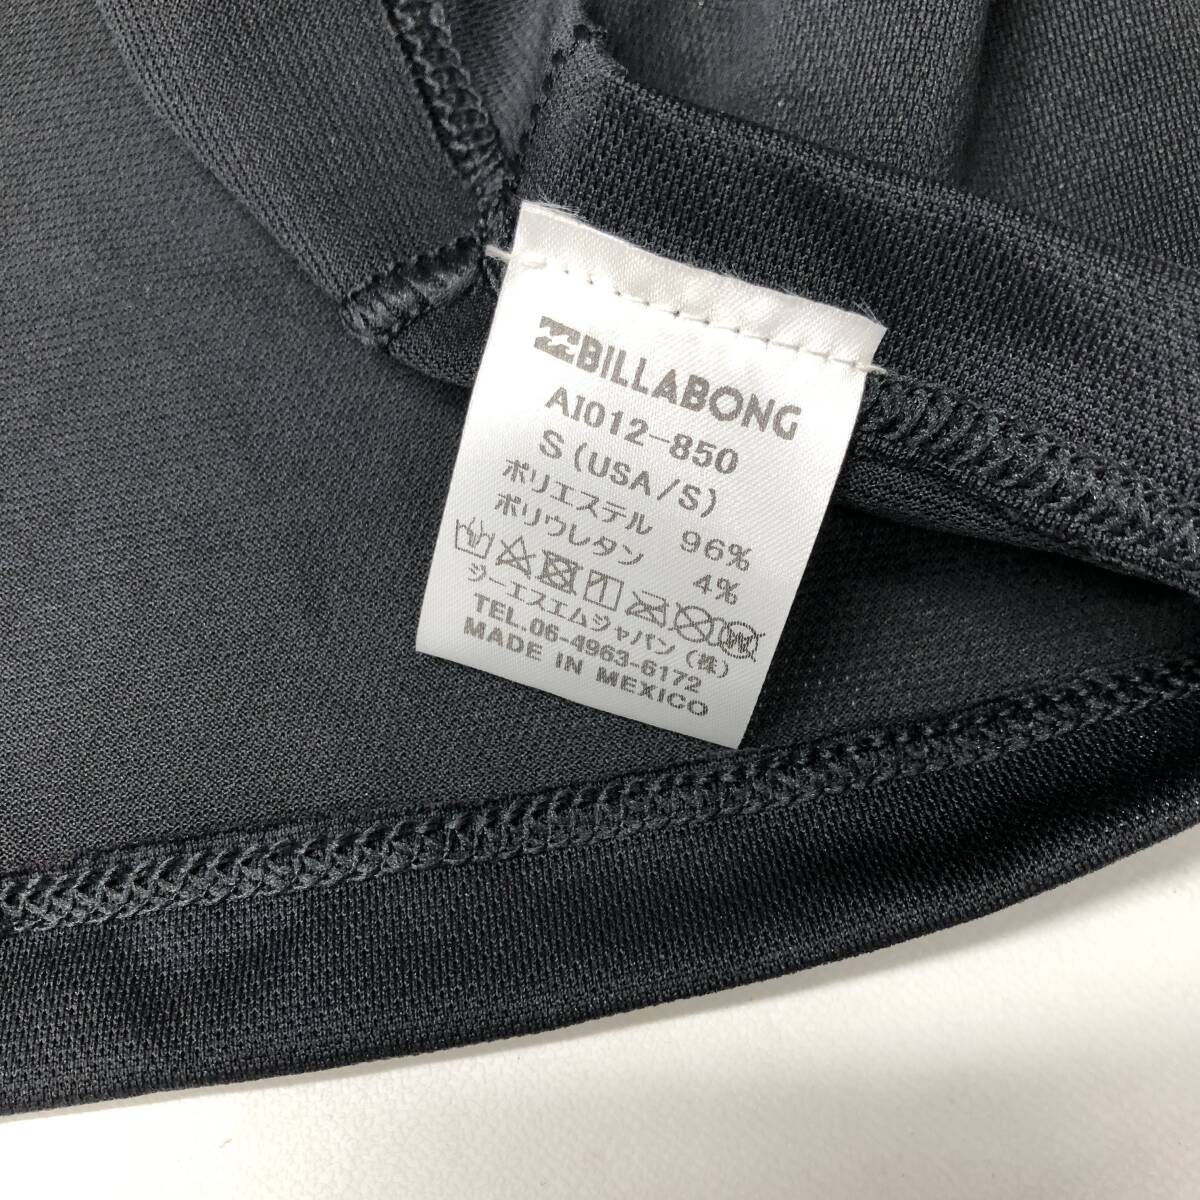 BILLABONG
AI012-850
S(USA/S)
ポリエステル 96%
ポリウレタン 4%
ジーエスエムジャパン(株)
TEL.06-4963-6172
MADE IN MEXICO